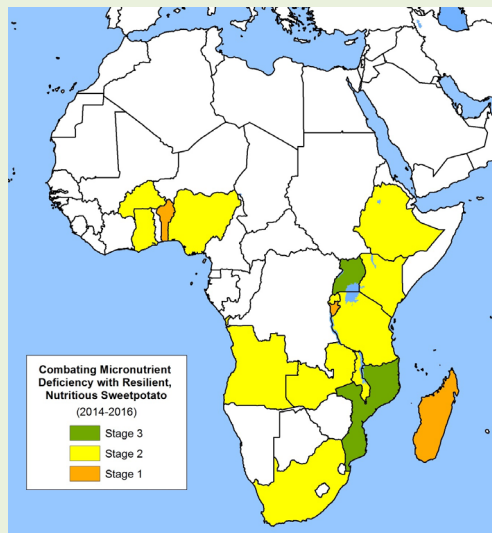 Combating Micronutrient
Deficiency with Resilient,
Nutritious Sweetpotato
(2014-2016)
Stage 3
Stage 2
Stage 1